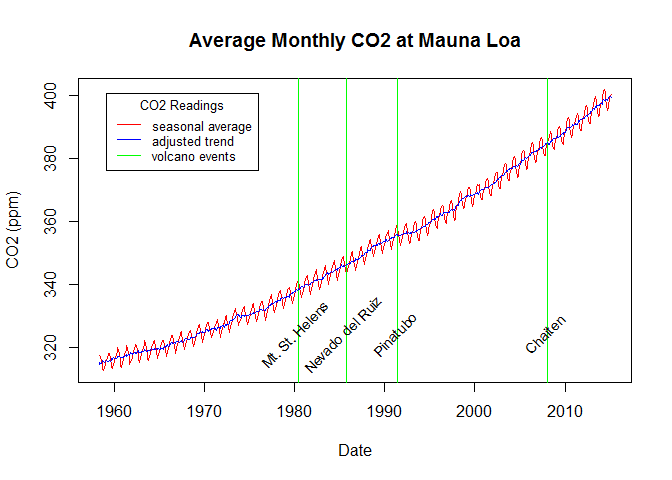 Average Monthly CO2 at Mauna Loa
CO2 Readings
seasonal average
adjusted trend
volcano events
CO2 (ppm)
400
380
360
340
320
Mt. St. Helens
Nevado del Ruiz
Pinatubo
Chaiten
1960 1970 1980 1990 2000 2010
Date